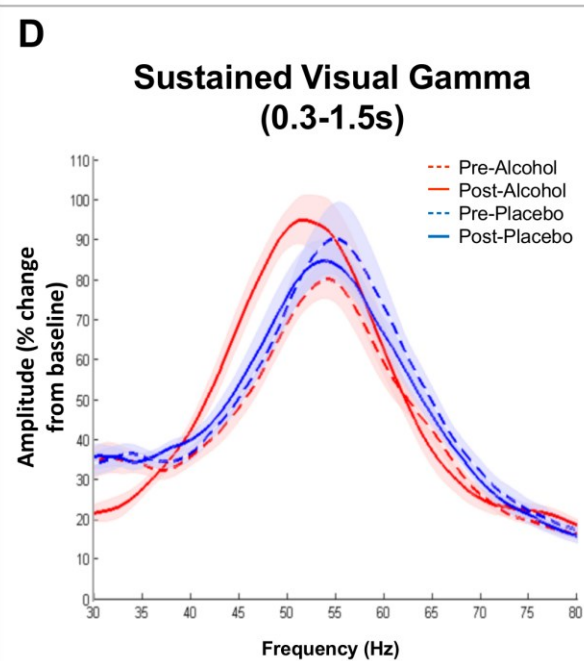 D
Sustained Visual Gamma
(0.3-1.5s)
Pre-Alcohol
Post-Alcohol
Pre-Placebo
Post-Placebo
Amplitude (% change
from baseline)
110
100
90
80
70
60
50
40
30
20
10
0
30 35 40 45 50 55 60 65 70 75 80
Frequency (Hz)